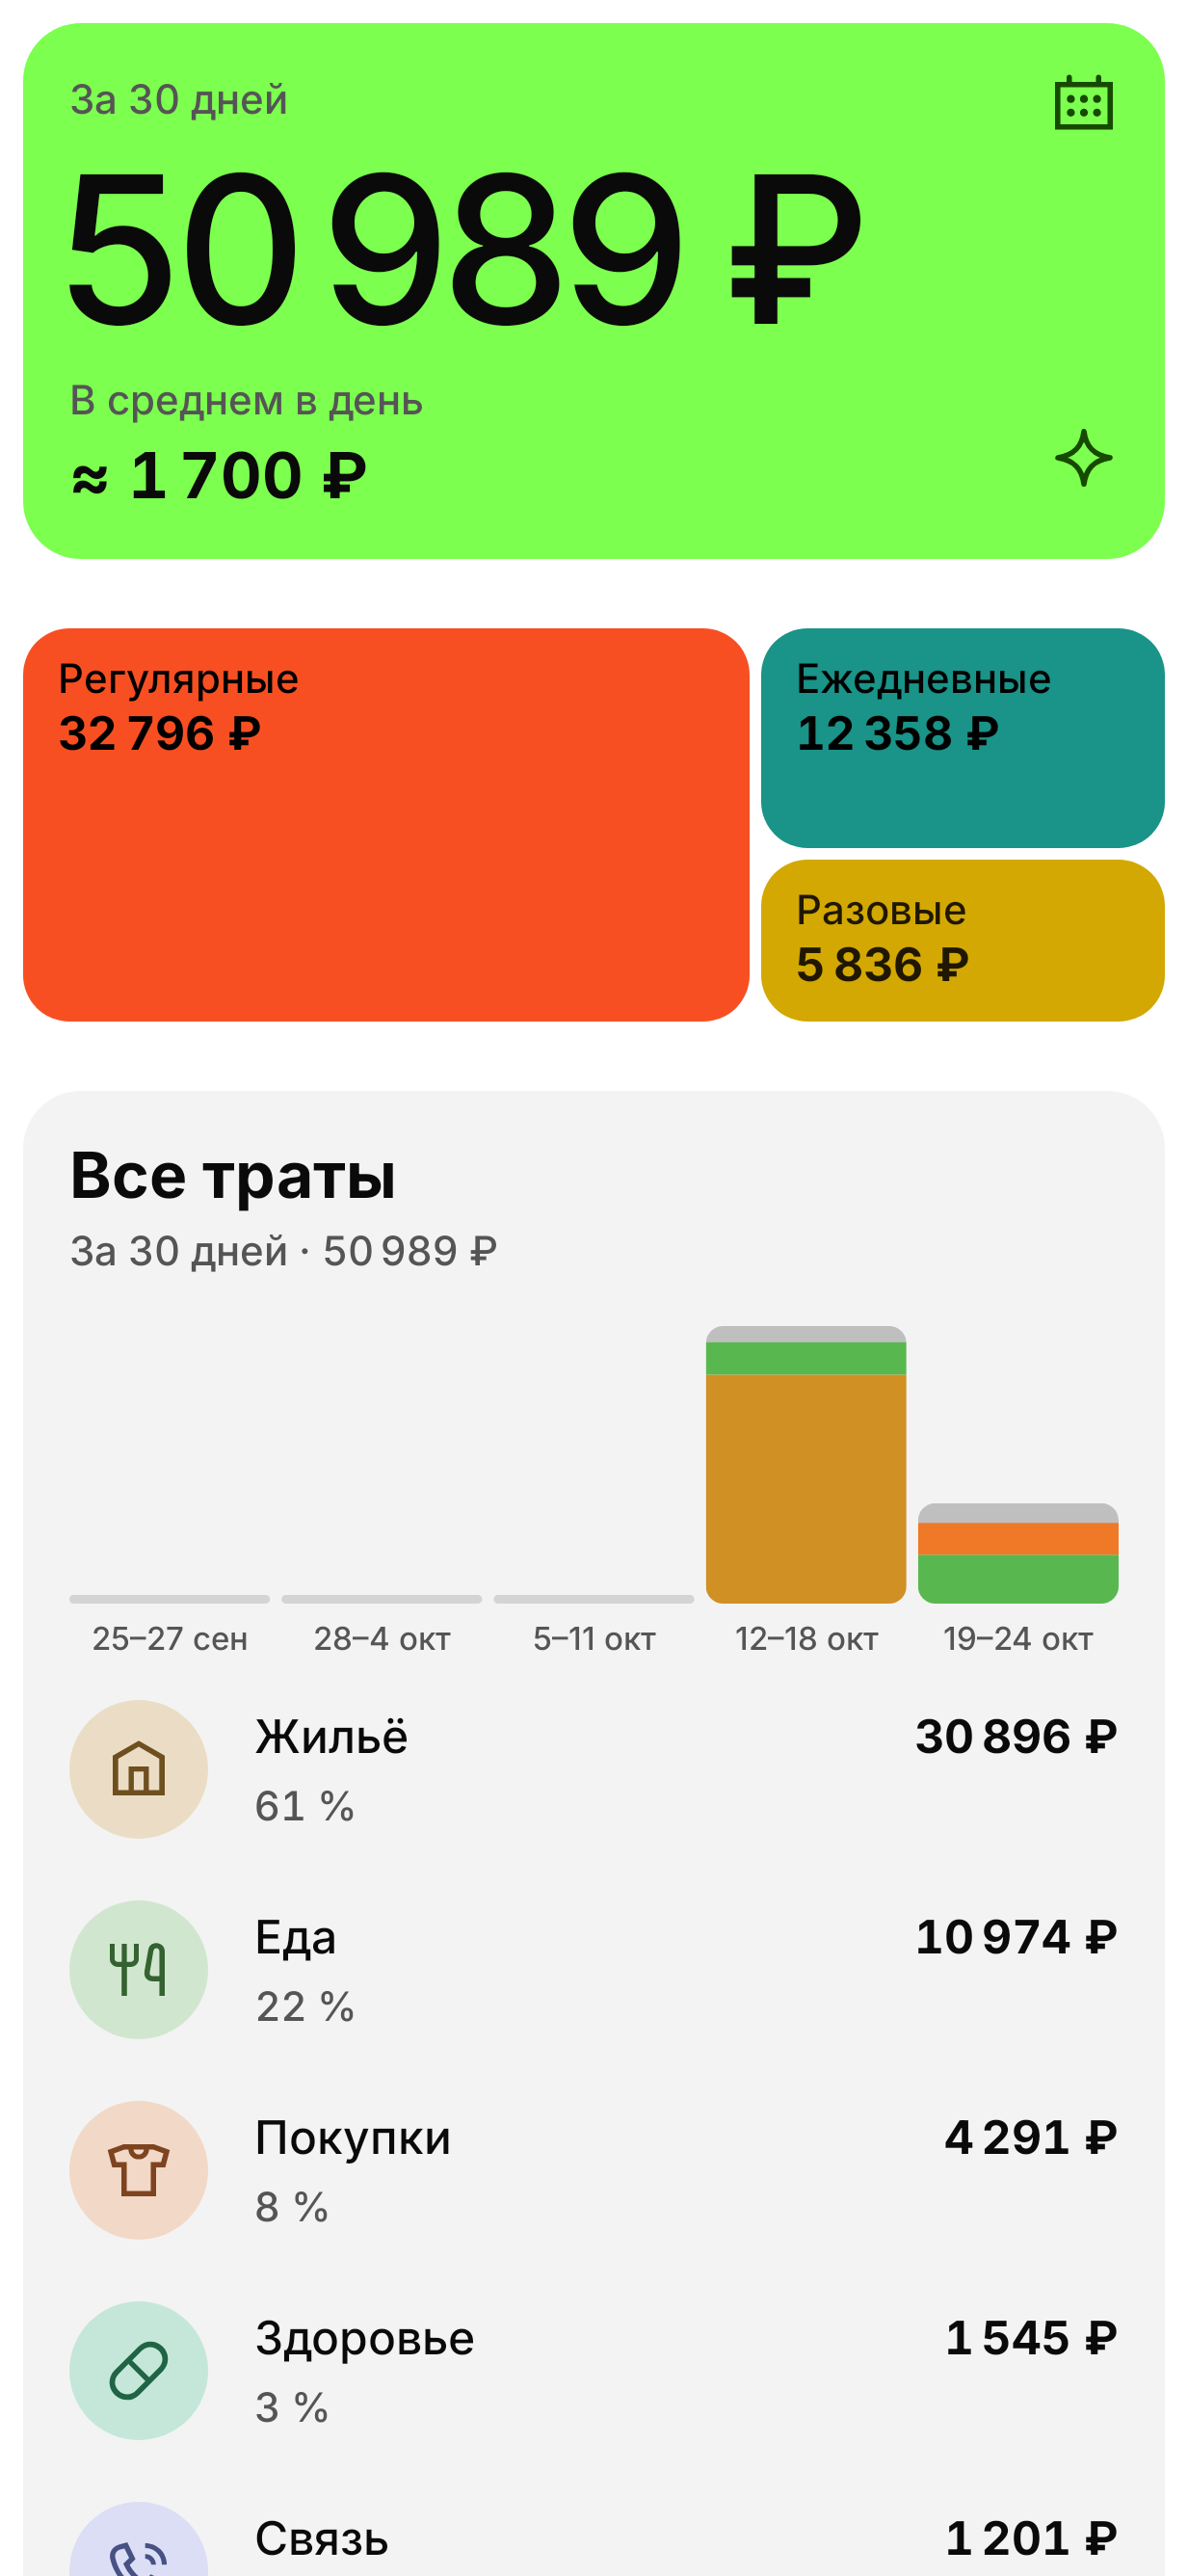 За 30 дней
50 989 ₽
В среднем в день
≈ 1 700 ₽
Регулярные
32 796 ₽
Ежедневные
12 358 ₽
Разовые
5 836 ₽
Все траты
За 30 дней · 50 989 ₽
25–27 сен 28–4 окт 5–11 окт 12–18 окт 19–24 окт
Жильё 30 896 ₽
61 %
Еда 10 974 ₽
22 %
Покупки 4 291 ₽
8 %
Здоровье 1 545 ₽
3 %
Связь 1 201 ₽